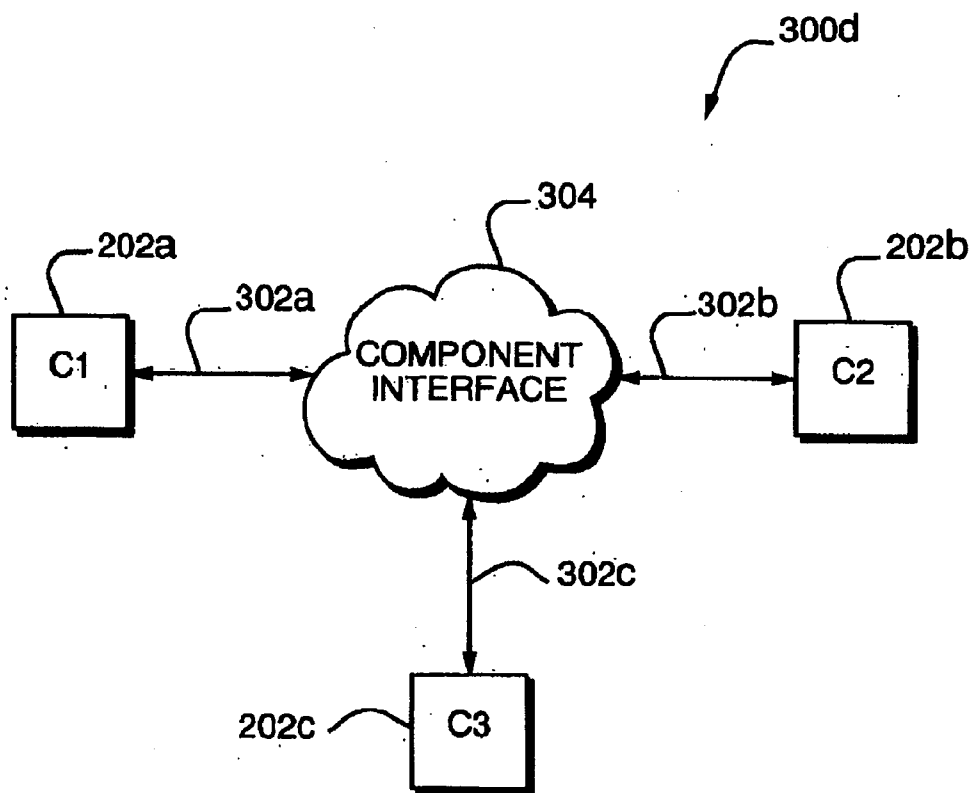 300d
304
202a
202b
302a
302b
C1
COMPONENT
INTERFACE
C2
302c
202c
C3